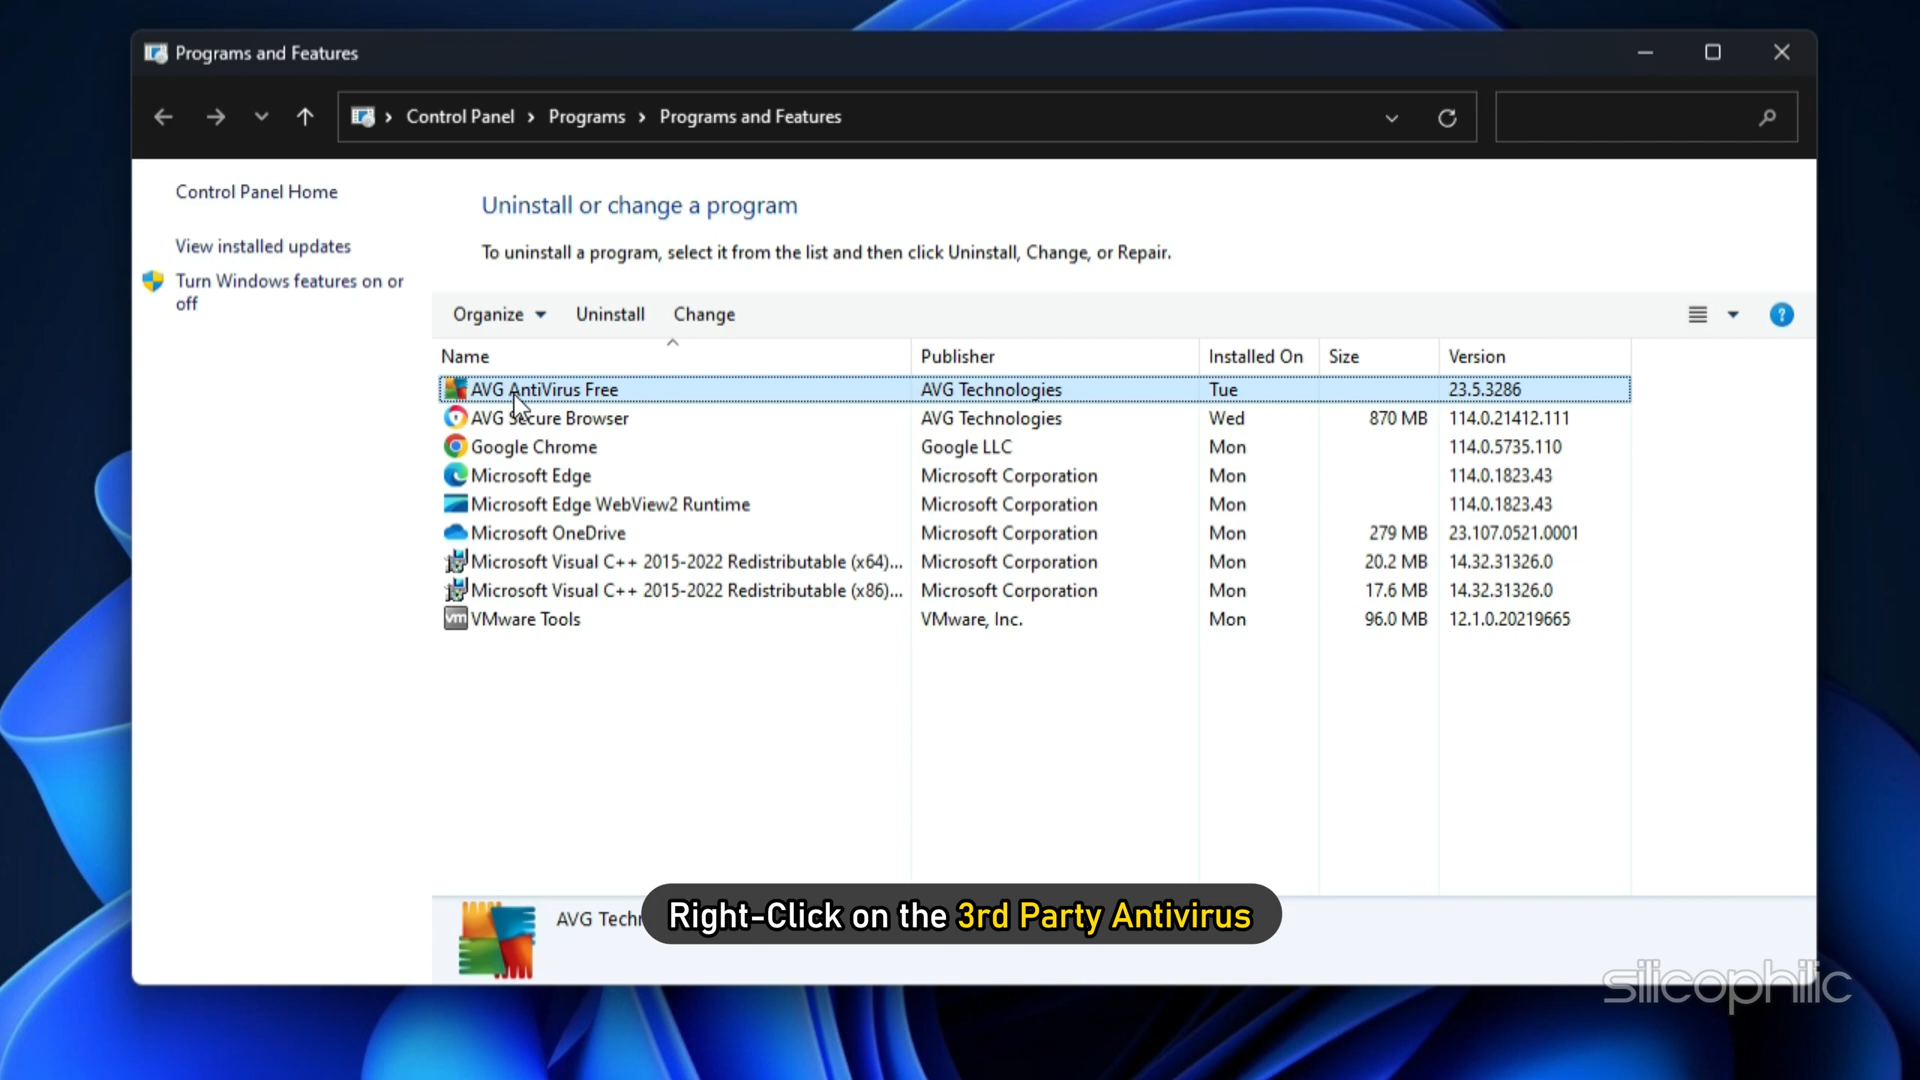 Programs and Features
Control Panel > Programs > Programs and Features
Control Panel Home
View installed updates
Turn Windows features on or
off
Uninstall or change a program
To uninstall a program, select it from the list and then click Uninstall, Change, or Repair.
Organize Uninstall Change
Name Publisher Installed On Size Version
AVG AntiVirus Free AVG Technologies Tue 23.5.3286
AVG Secure Browser AVG Technologies Wed 870 MB 114.0.21412.111
Google Chrome Google LLC Mon 114.0.5735.110
Microsoft Edge Microsoft Corporation Mon 114.0.1823.43
Microsoft Edge WebView2 Runtime Microsoft Corporation Mon 114.0.1823.43
Microsoft OneDrive Microsoft Corporation Mon 279 MB 23.107.0521.0001
Microsoft Visual C++ 2015-2022 Redistributable (x64)... Microsoft Corporation Mon 20.2 MB 14.32.31326.0
Microsoft Visual C++ 2015-2022 Redistributable (x86)... Microsoft Corporation Mon 17.6 MB 14.32.31326.0
vm VMware Tools VMware, Inc. Mon 96.0 MB 12.1.0.20219665
AVG Techn
Right-Click on the 3rd Party Antivirus
silicophilic